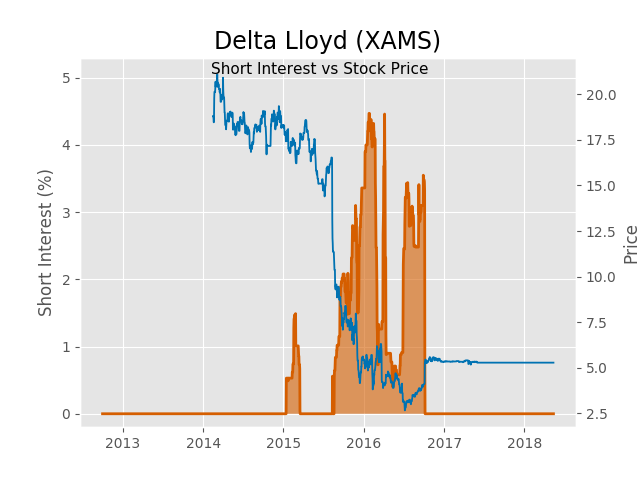 Delta Lloyd (XAMS)
Short Interest vs Stock Price
Short Interest (%)
5
4
3
2
1
0
20.0
17.5
15.0
12.5
10.0
7.5
5.0
2.5
Price
2013 2014 2015 2016 2017 2018